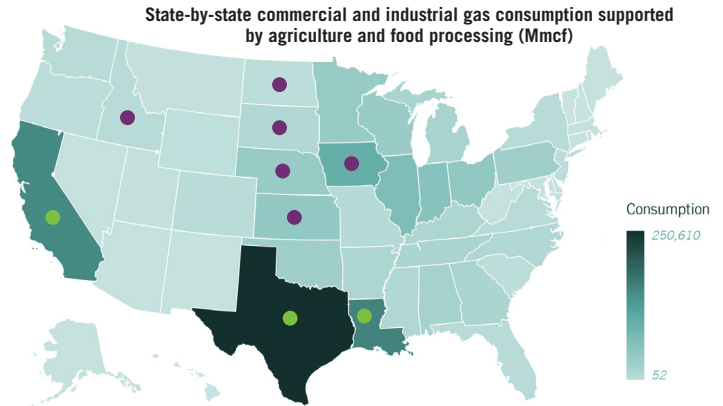 State-by-state commercial and industrial gas consumption supported
by agriculture and food processing (Mmcf)
Consumption
250,610
52